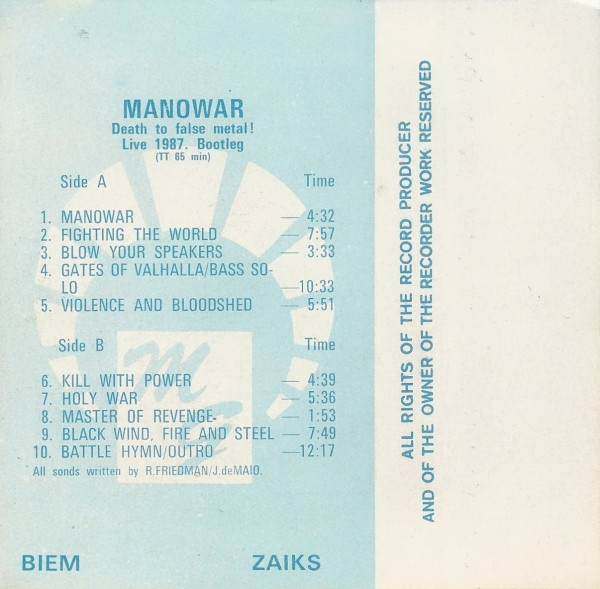 MANOWAR
Death to false metal!
Live 1987. Bootleg
(TT 65 min)
Side A Time
1. MANOWAR — 4:32
2. FIGHTING THE WORLD — 7:57
3. BLOW YOUR SPEAKERS — 3:33
4. GATES OF VALHALLA/BASS SO-
LO —10:33
5. VIOLENCE AND BLOODSHED — 5:51
Side B Time
6. KILL WITH POWER — 4:39
7. HOLY WAR — 5:36
8. MASTER OF REVENGE- — 1:53
9. BLACK WIND, FIRE AND STEEL — 7:49
10. BATTLE HYMN/OUTRO —12:17
All sonds written by R.FRIEDMAN/J.deMAIO.
BIEM ZAIKS
ALL RIGHTS OF THE RECORD PRODUCER
AND OF THE OWNER OF THE RECORDER WORK RESERVED